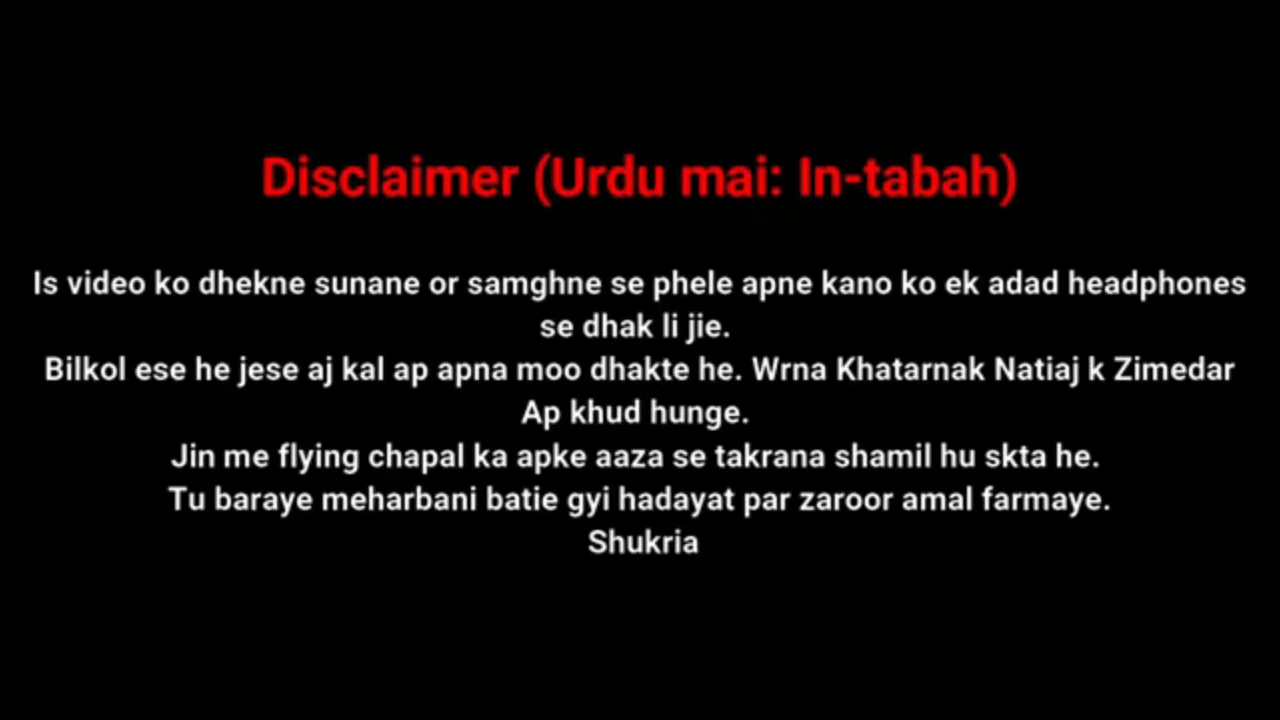 Disclaimer (Urdu mai: In-tabah)
Is video ko dhekne sunane or samghne se phele apne kano ko ek adad headphones
se dhak li jie.
Bilkol ese he jese aj kal ap apna moo dhakte he. Wrna Khatarnak Natiaj k Zimedar
Ap khud hunge.
Jin me flying chapal ka apke aaza se takrana shamil hu skta he.
Tu baraye meharbani batie gyi hadayat par zaroor amal farmaye.
Shukria